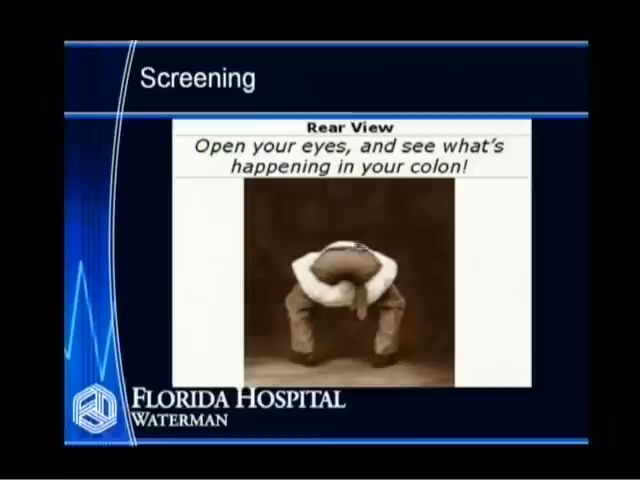 Screening
Rear View
Open your eyes, and see what's
happening in your colon!
FLORIDA HOSPITAL
WATERMAN